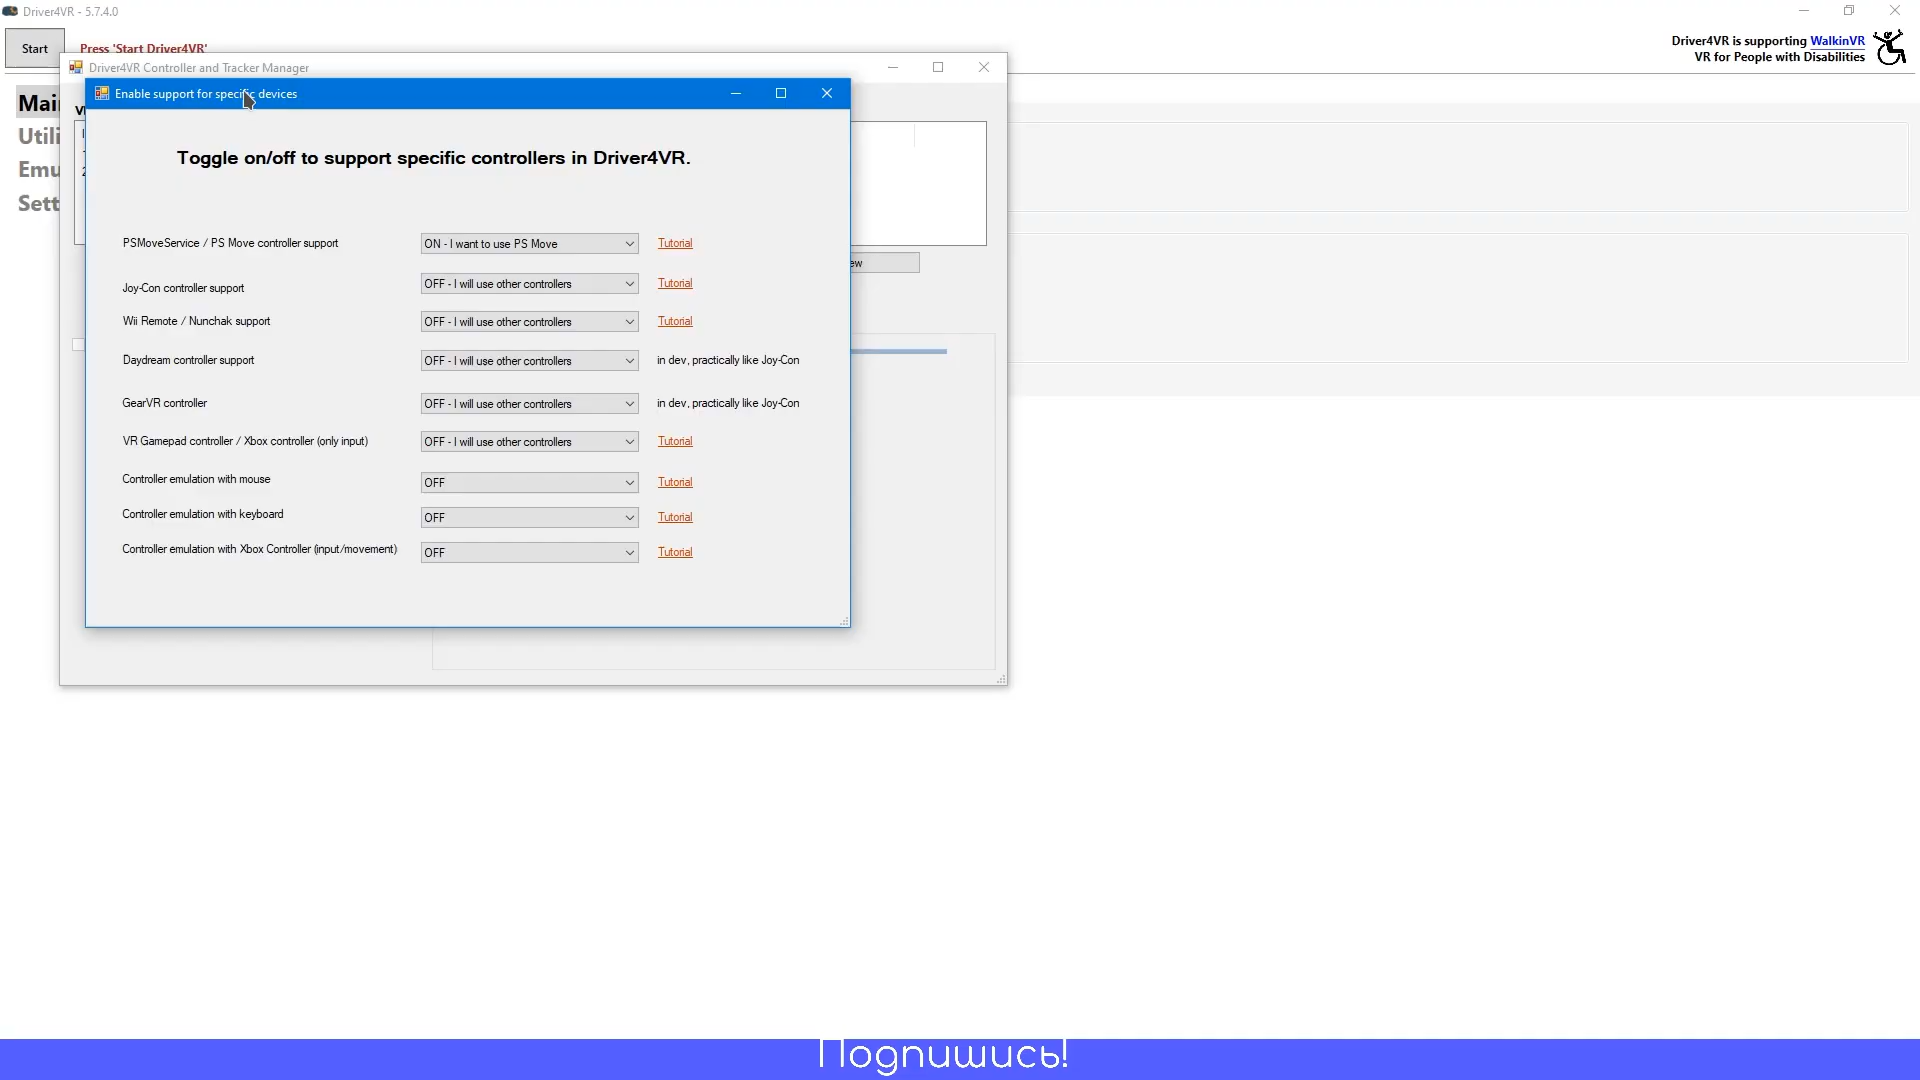 Driver4VR - 5.7.4.0
Start
Press 'Start Driver4VR'
Driver4VR is supporting WalkinVR
VR for People with Disabilities
Driver4VR Controller and Tracker Manager
Enable support for specific devices
Toggle on/off to support specific controllers in Driver4VR.
PSMoveService / PS Move controller support
ON - I want to use PS Move
Tutorial
Joy-Con controller support
OFF - I will use other controllers
Tutorial
Wii Remote / Nunchak support
OFF - I will use other controllers
Tutorial
Daydream controller support
OFF - I will use other controllers
in dev, practically like Joy-Con
GearVR controller
OFF - I will use other controllers
in dev, practically like Joy-Con
VR Gamepad controller / Xbox controller (only input)
OFF - I will use other controllers
Tutorial
Controller emulation with mouse
OFF
Tutorial
Controller emulation with keyboard
OFF
Tutorial
Controller emulation with Xbox Controller (input/movement)
OFF
Tutorial
Подпишись!